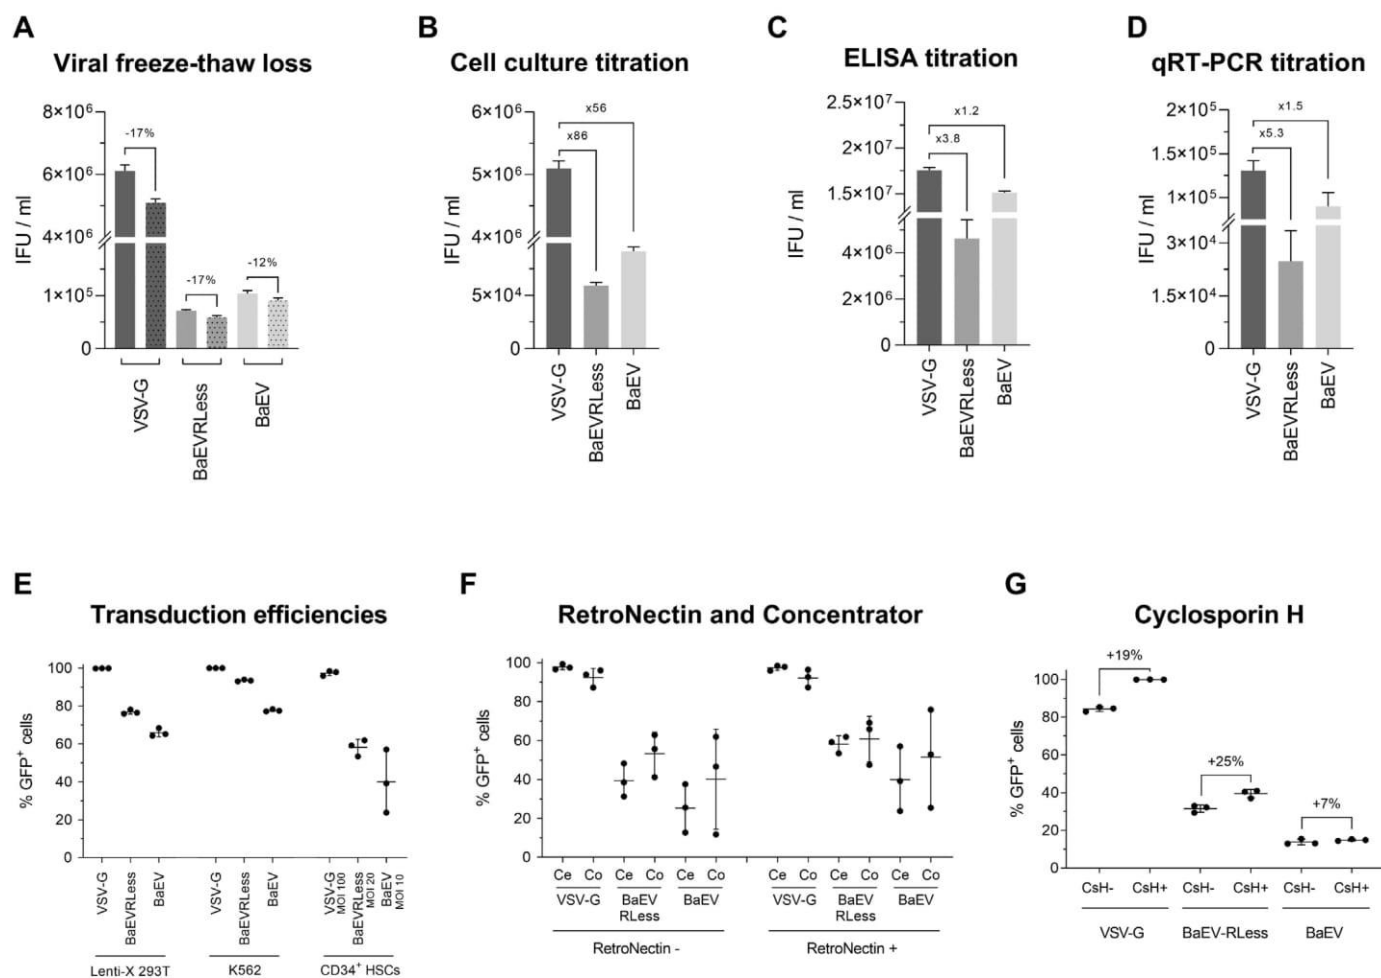 A
Viral freeze-thaw loss
IFU / ml
8×10⁶
6×10⁶
4×10⁶
1×10⁵
0
-17%
-17%
-12%
VSV-G
BaEVRLess
BaEV
B
Cell culture titration
IFU / ml
6×10⁶
5×10⁶
4×10⁶
5×10⁴
0
x56
x86
VSV-G
BaEVRLess
BaEV
C
ELISA titration
IFU / ml
2.5×10⁷
2×10⁷
1.5×10⁷
4×10⁶
2×10⁶
0
x1.2
x3.8
VSV-G
BaEVRLess
BaEV
D
qRT-PCR titration
IFU / ml
2×10⁵
1.5×10⁵
1×10⁵
3×10⁴
1.5×10⁴
0
x1.5
x5.3
VSV-G
BaEVRLess
BaEV
E
Transduction efficiencies
% GFP⁺ cells
100
80
60
40
20
0
VSV-G
BaEVRLess
BaEV
VSV-G
BaEVRLess
BaEV
VSV-G
MOI 100
BaEVRLess
MOI 20
BaEV
MOI 10
Lenti-X 293T
K562
CD34⁺ HSCs
F
RetroNectin and Concentrator
% GFP⁺ cells
100
80
60
40
20
0
Ce Co Ce Co Ce Co Ce Co Ce Co Ce Co
VSV-G BaEV BaEV VSV-G BaEV BaEV
RLess RLess
RetroNectin - RetroNectin +
G
Cyclosporin H
% GFP⁺ cells
100
80
60
40
20
0
+19%
+25%
+7%
CsH- CsH+ CsH- CsH+ CsH- CsH+
VSV-G BaEV-RLess BaEV